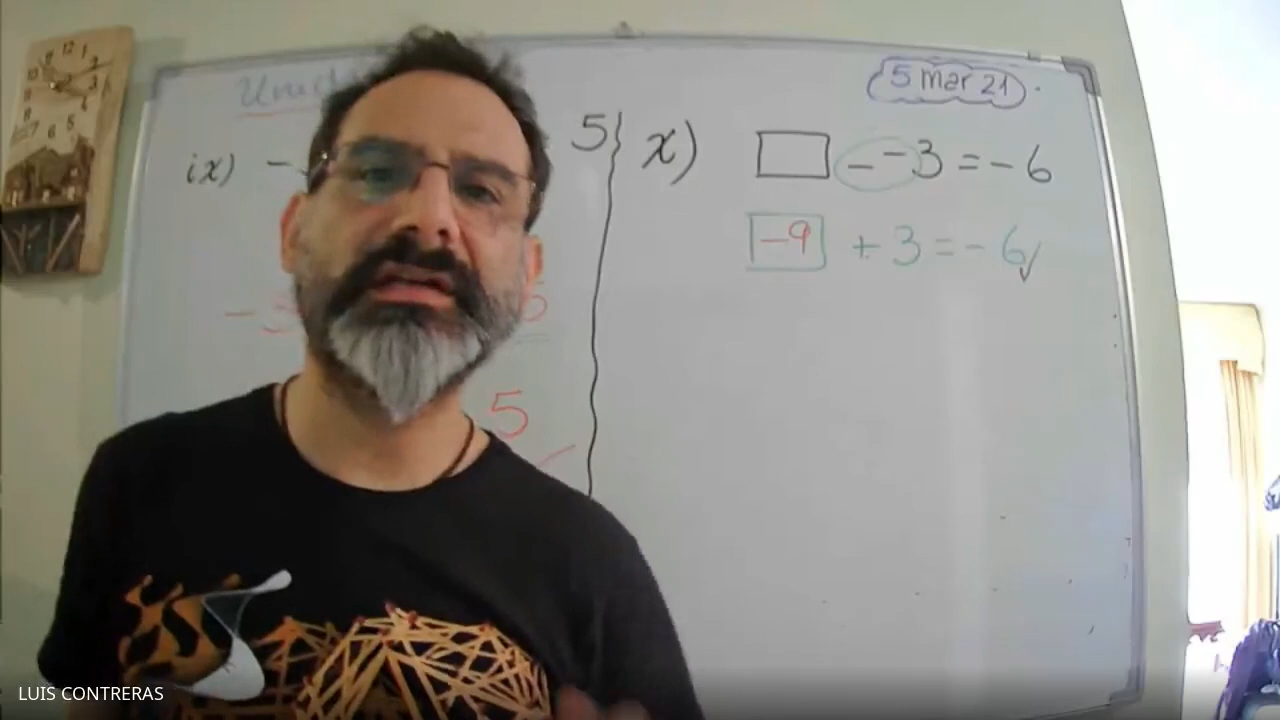 5 mar 21
ix) -
5
x) □ - -3 = -6
-9 + 3 = -6 ✓
5
LUIS CONTRERAS